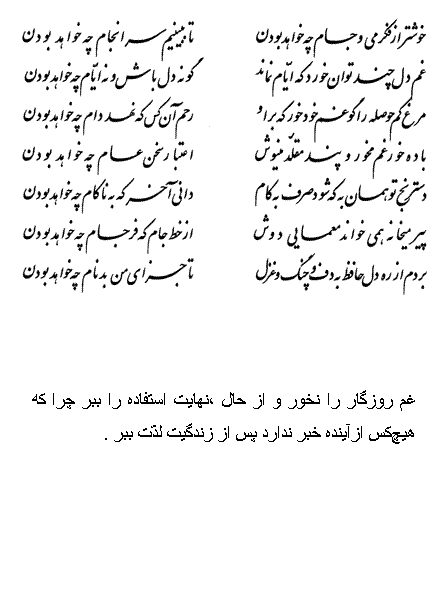 خوشتر از فکر می و جام چه خواهد بودن تا ببینیم سرانجام چه خواهد بودن
غم دل چند توان خورد که ایام نماند گو نه دل باش و نه ایام چه خواهد بودن
مرغ کم حوصله را گو غم خود خور که بر او رحم آن کس که نهد دام چه خواهد بودن
باده خور غم مخور و پند مقلد منیوش اعتبار سخن عام چه خواهد بودن
دسترنج تو همان به که شود صرف به کام دانی آخر که به ناکام چه خواهد بودن
پیر میخانه همی خواند معمایی دوش از خط جام که فرجام چه خواهد بودن
بردم از ره دل حافظ به دف و چنگ و غزل تا جزای من بدنام چه خواهد بودن
غم روزگار را نخور و از حال ،نهایت استفاده را ببر چرا که
هیچ‌کس ازآینده خبر ندارد پس از زندگیت لذّت ببر .